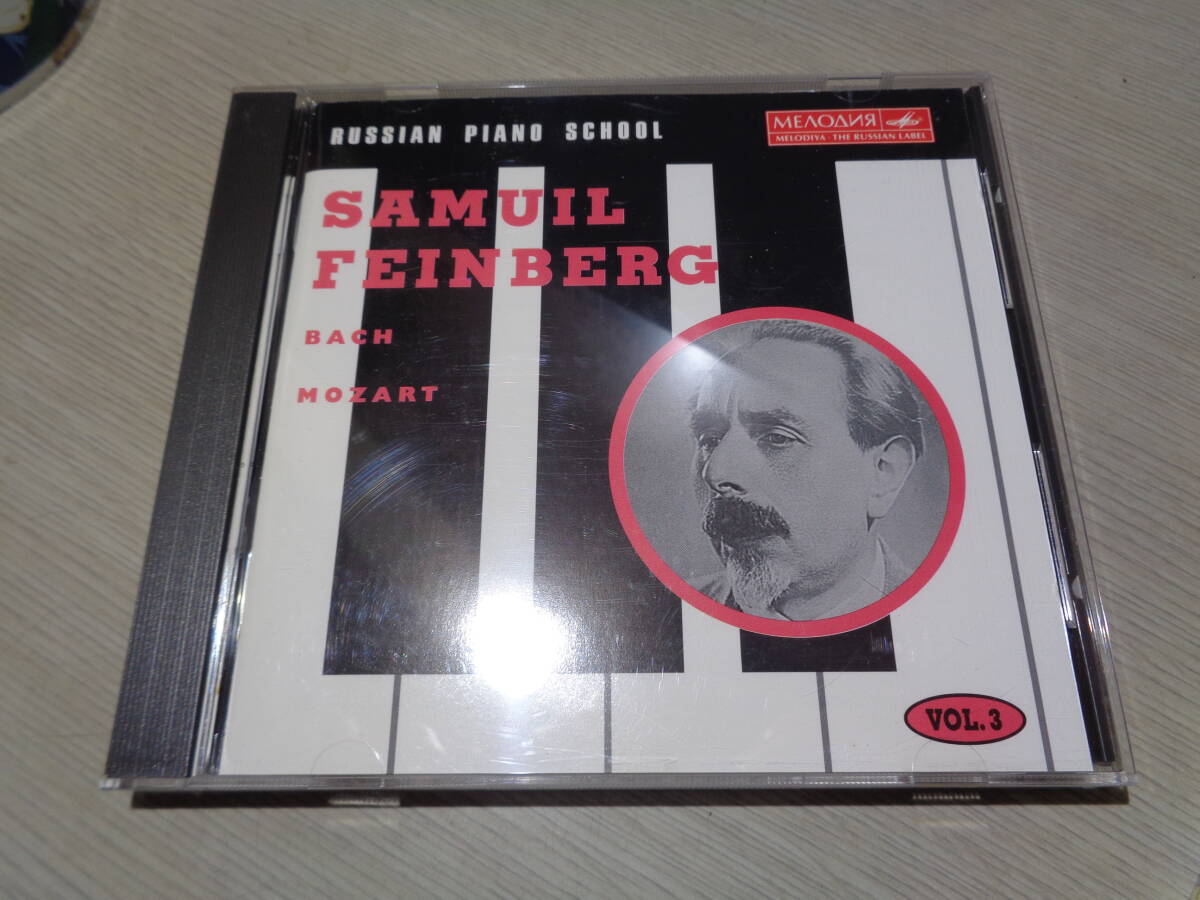 RUSSIAN PIANO SCHOOL
МЕЛОДИЯ
MELODIYA · THE RUSSIAN LABEL
SAMUIL
FEINBERG
BACH
MOZART
VOL. 3